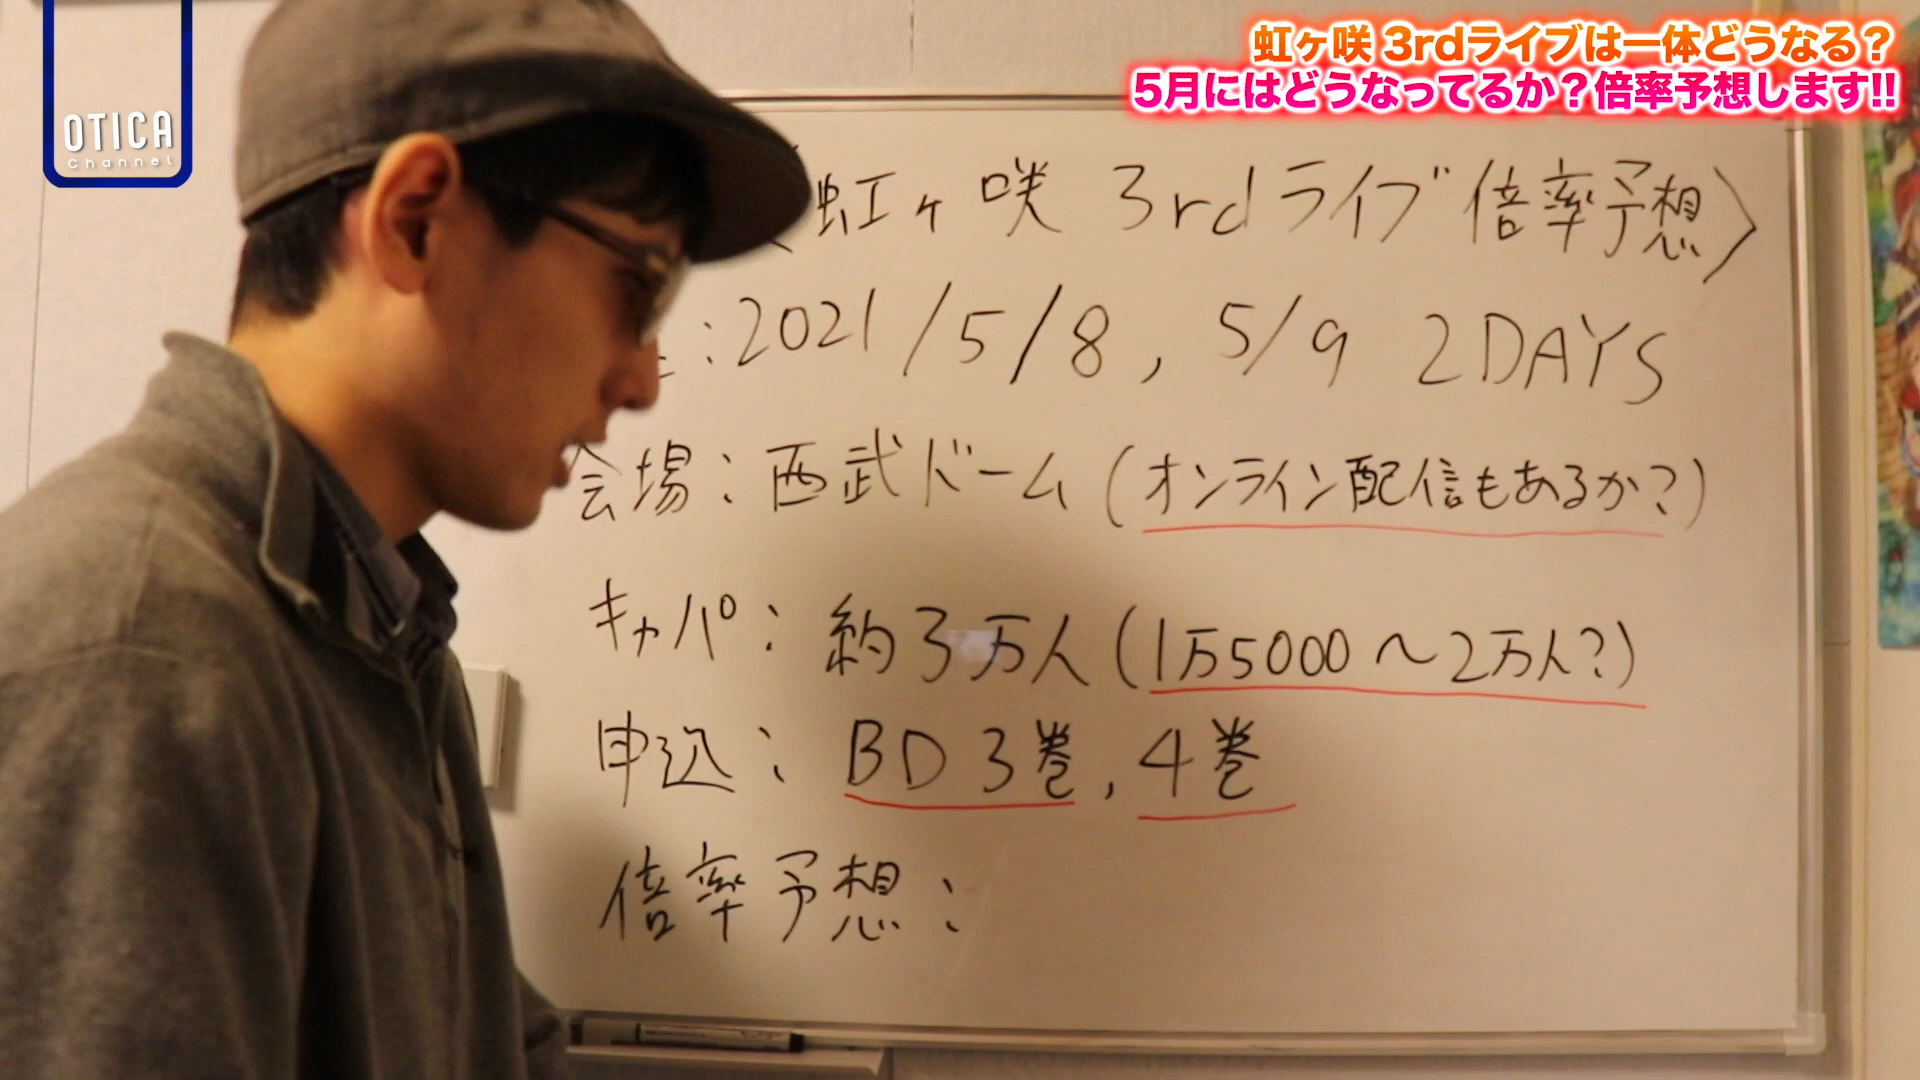 OTICA
Channel
虹ヶ咲 3rdライブは一体どうなる？
5月にはどうなってるか？倍率予想します!!
虹ヶ咲 3rdライブ倍率予想〉
：2021/5/8，5/9 2DAYS
会場：西武ドーム（オンライン配信もあるか？）
キャパ：約3万人（1万5000〜2万人？）
申込：BD3巻，4巻
倍率予想：